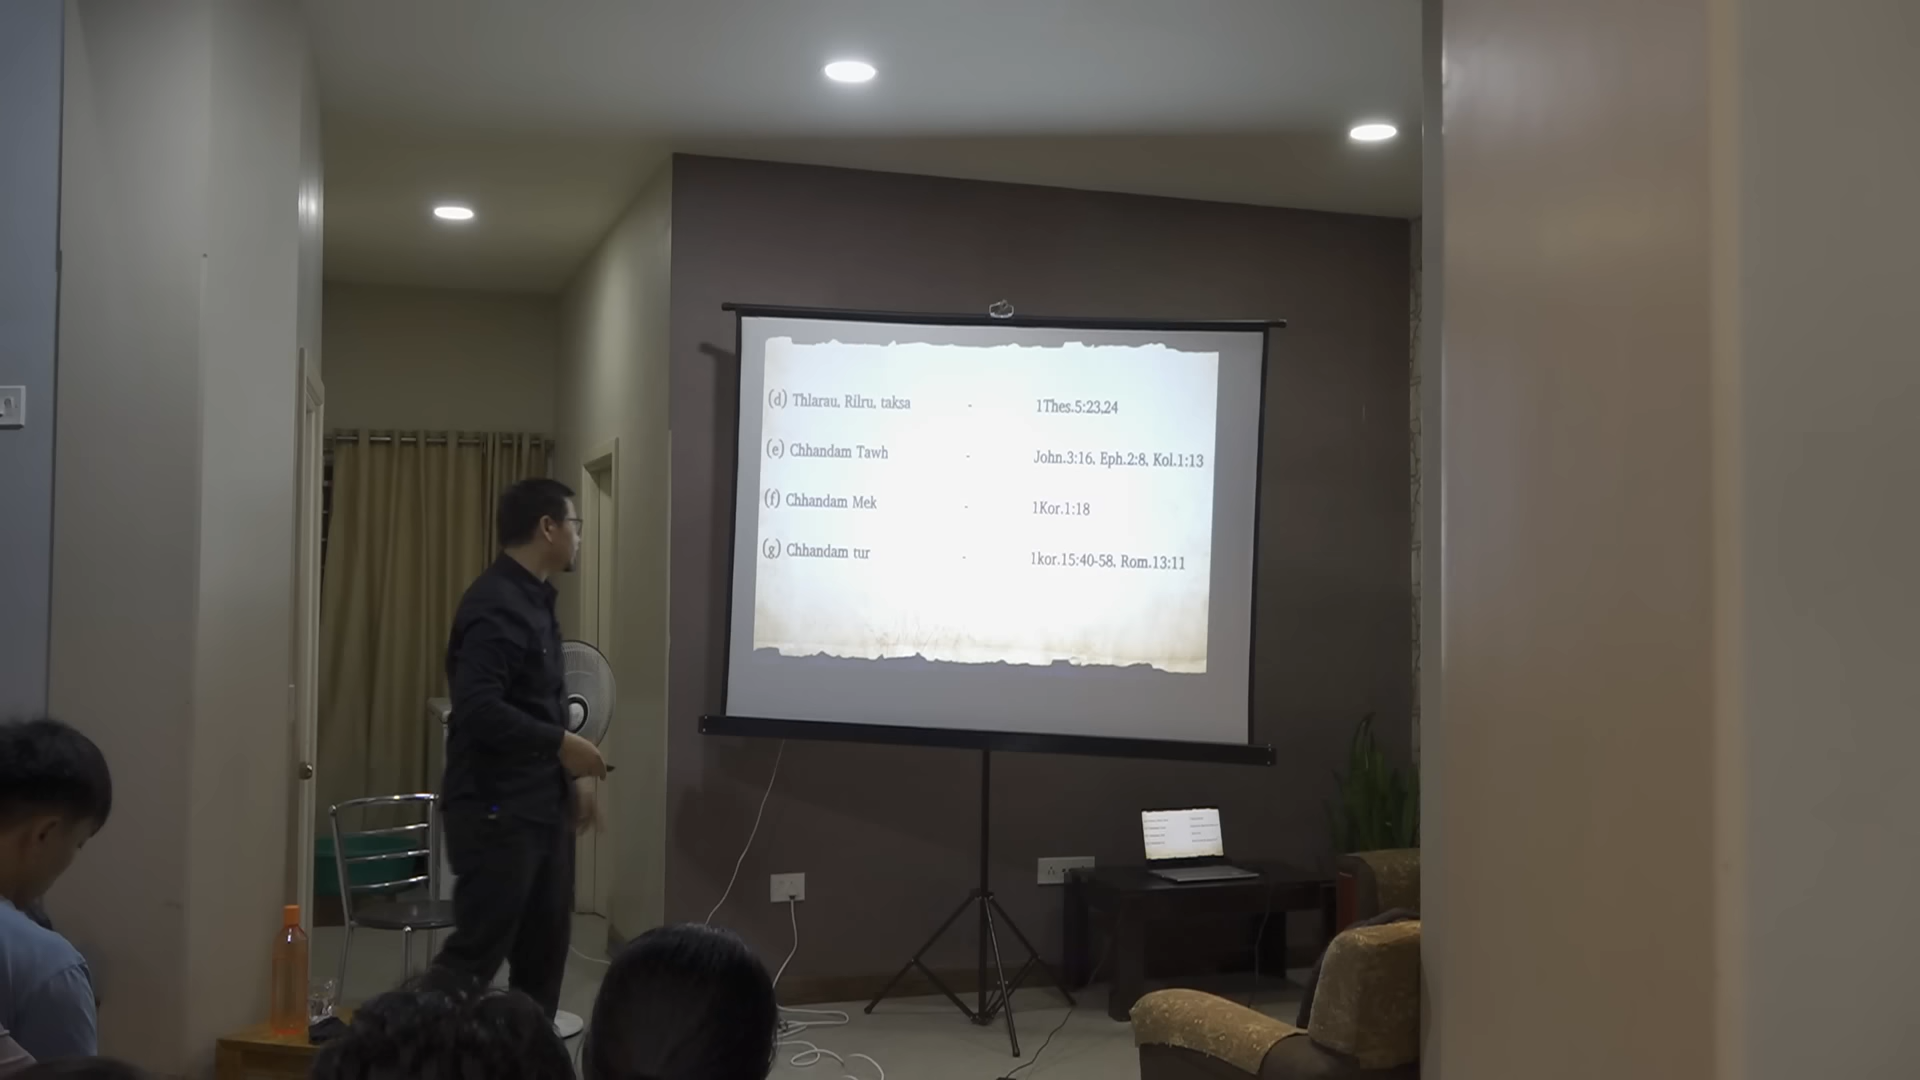 (d) Thlarau, Rilru, taksa - 1Thes.5:23,24
(e) Chhandam Tawh - John.3:16, Eph.2:8, Kol.1:13
(f) Chhandam Mek - 1Kor.1:18
(g) Chhandam tur - 1kor.15:40-58, Rom.13:11